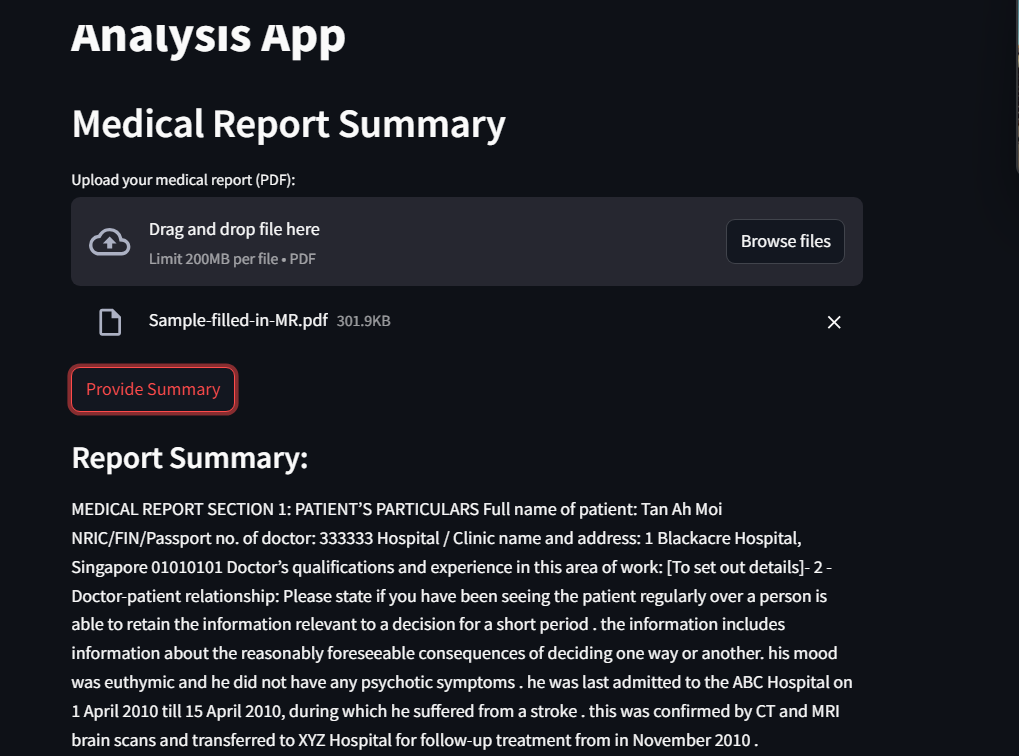 Analysis App
Medical Report Summary
Upload your medical report (PDF):
Drag and drop file here
Limit 200MB per file • PDF
Browse files
Sample-filled-in-MR.pdf 301.9KB
Provide Summary
Report Summary:
MEDICAL REPORT SECTION 1: PATIENT’S PARTICULARS Full name of patient: Tan Ah Moi
NRIC/FIN/Passport no. of doctor: 333333 Hospital / Clinic name and address: 1 Blackacre Hospital,
Singapore 01010101 Doctor’s qualifications and experience in this area of work: [To set out details]- 2 -
Doctor-patient relationship: Please state if you have been seeing the patient regularly over a person is
able to retain the information relevant to a decision for a short period . the information includes
information about the reasonably foreseeable consequences of deciding one way or another. his mood
was euthymic and he did not have any psychotic symptoms . he was last admitted to the ABC Hospital on
1 April 2010 till 15 April 2010, during which he suffered from a stroke . this was confirmed by CT and MRI
brain scans and transferred to XYZ Hospital for follow-up treatment from in November 2010 .